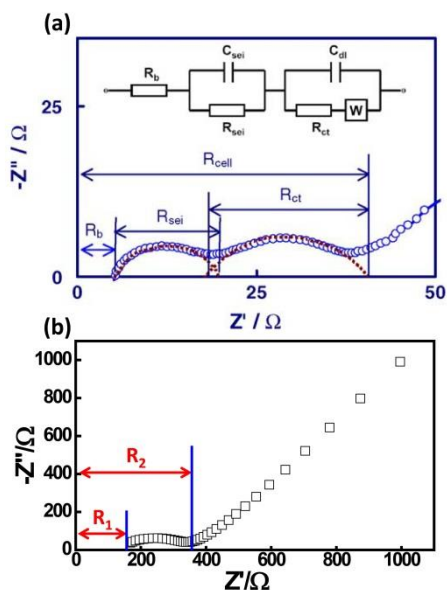 (a)
C_sei C_dl
R_b
R_sei R_ct W
-Z''/ Ω
25
0
R_cell
R_sei R_ct
R_b
0 25 50
Z'/ Ω
(b)
-Z''/Ω
1000
800
600
400
200
0
R_2
R_1
0 200 400 600 800 1000
Z'/Ω